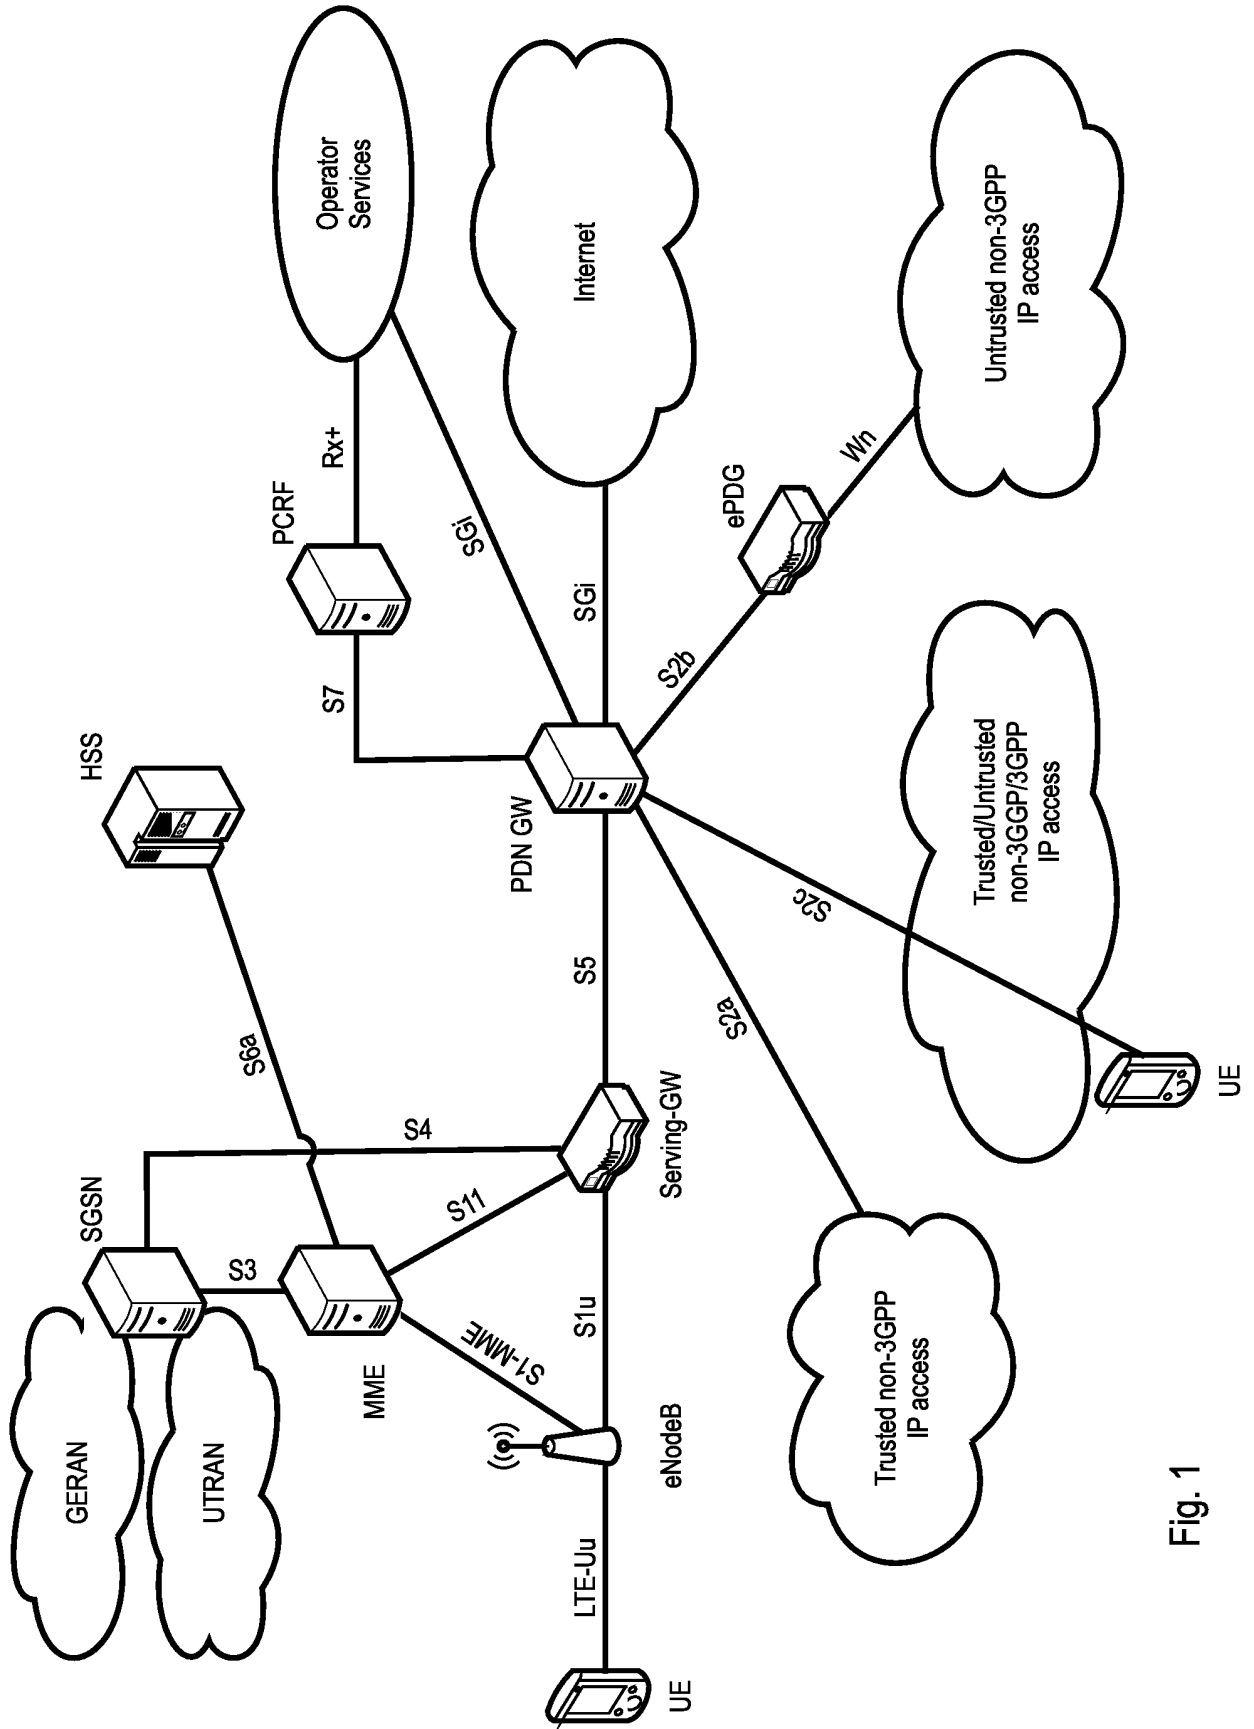 GERAN
UTRAN
SGSN
HSS
S3
S6a
S4
MME
S11
S1-MME
S7
PCRF
Rx+
Operator
Services
SGi
UE
LTE-Uu
eNodeB
S1u
Serving-GW
S5
PDN GW
SGi
Internet
S2a
S2c
S2b
ePDG
Wn
Trusted non-3GPP
IP access
Trusted/Untrusted
non-3GGP/3GPP
IP access
Untrusted non-3GPP
IP access
UE
Fig. 1